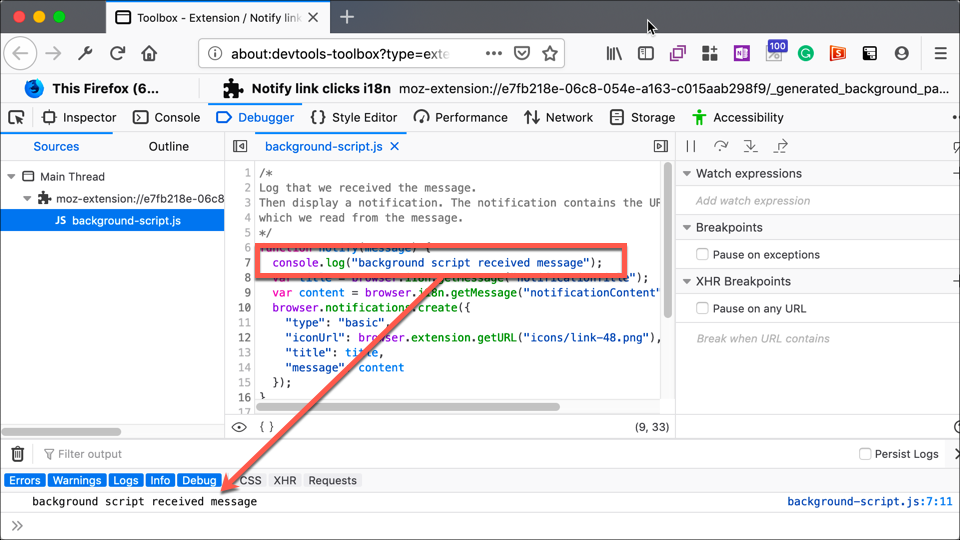 Toolbox - Extension / Notify link
about:devtools-toolbox?type=exte
100
This Firefox (6...
Notify link clicks i18n
moz-extension://e7fb218e-06c8-054e-a163-c015aab298f9/_generated_background_pa...
Inspector
Console
Debugger
Style Editor
Performance
Network
Storage
Accessibility
Sources
Outline
background-script.js
Main Thread
moz-extension://e7fb218e-06c8
JS background-script.js
1 /*
2 Log that we received the message.
3 Then display a notification. The notification contains the UR
4 which we read from the message.
5 */
6 function notify(message) {
7 console.log("background script received message");
8 var title = browser.i18n.getMessage("notificationTitle");
9 var content = browser.i18n.getMessage("notificationContent"
10 browser.notifications.create({
11 "type": "basic",
12 "iconUrl": browser.extension.getURL("icons/link-48.png"),
13 "title": title,
14 "message": content
15 });
16 }
17
{ }
(9, 33)
Watch expressions
Add watch expression
Breakpoints
Pause on exceptions
XHR Breakpoints
Pause on any URL
Break when URL contains
Filter output
Persist Logs
Errors
Warnings
Logs
Info
Debug
CSS
XHR
Requests
background script received message
background-script.js:7:11